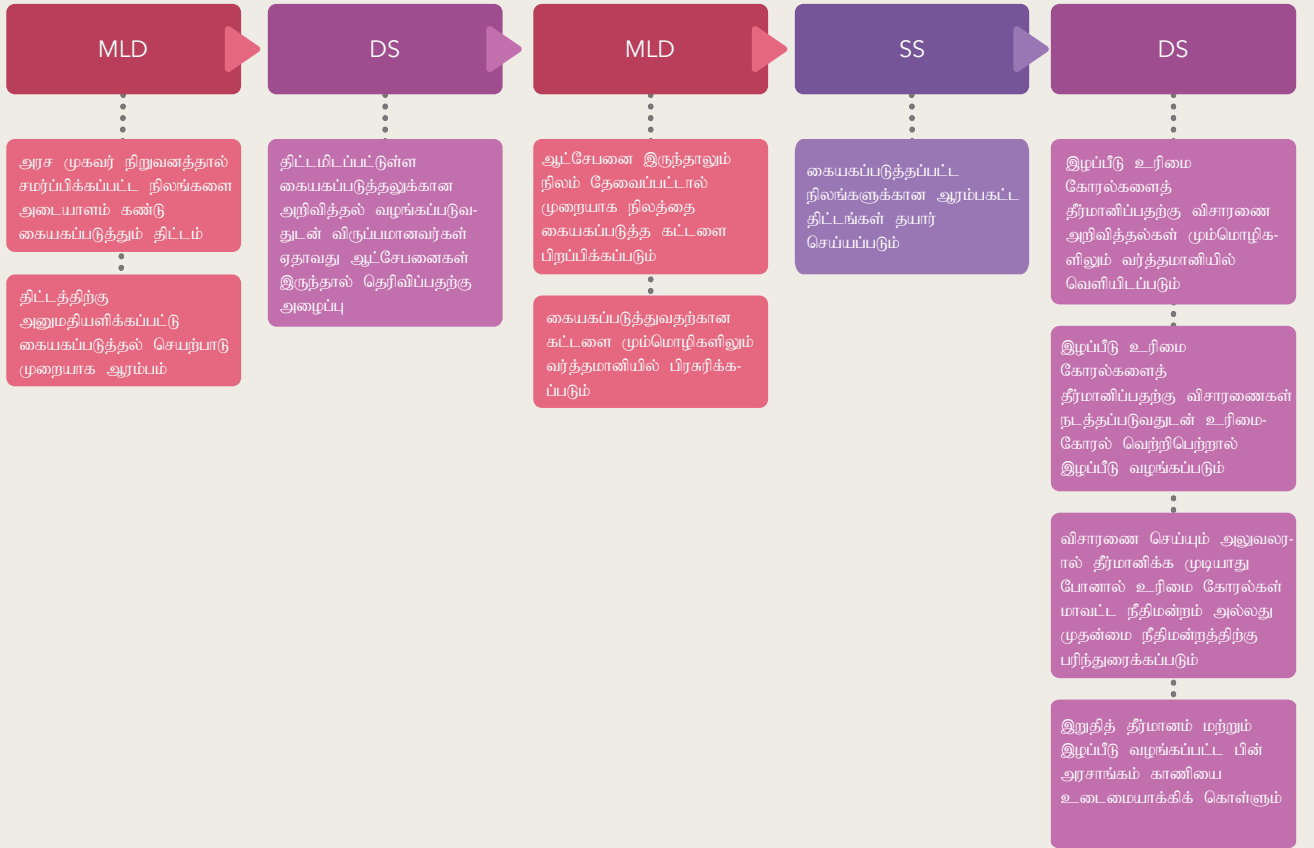 MLD
அரச முகவர் நிறுவனத்தால்
சமர்ப்பிக்கப்பட்ட நிலங்களை
அடையாளம் கண்டு
கையகப்படுத்தும் திட்டம்
திட்டத்திற்கு
அனுமதியளிக்கப்பட்டு
கையகப்படுத்தல் செயற்பாடு
முறையாக ஆரம்பம்
DS
திட்டமிடப்பட்டுள்ள
கையகப்படுத்தலுக்கான
அறிவித்தல் வழங்கப்படுவ-
துடன் விருப்பமானவர்கள்
ஏதாவது ஆட்சேபனைகள்
இருந்தால் தெரிவிப்பதற்கு
அழைப்பு
MLD
ஆட்சேபனை இருந்தாலும்
நிலம் தேவைப்பட்டால்
முறையாக நிலத்தை
கையகப்படுத்த கட்டளை
பிறப்பிக்கப்படும்
கையகப்படுத்துவதற்கான
கட்டளை மும்மொழிகளிலும்
வர்த்தமானியில் பிரசுரிக்க-
ப்படும்
SS
கையகப்படுத்தப்பட்ட
நிலங்களுக்கான ஆரம்பகட்ட
திட்டங்கள் தயார்
செய்யப்படும்
DS
இழப்பீடு உரிமை
கோரல்களைத்
தீர்மானிப்பதற்கு விசாரணை
அறிவித்தல்கள் மும்மொழிக-
ளிலும் வர்த்தமானியில்
வெளியிடப்படும்
இழப்பீடு உரிமை
கோரல்களைத்
தீர்மானிப்பதற்கு விசாரணைகள்
நடத்தப்படுவதுடன் உரிமை-
கோரல் வெற்றிபெற்றால்
இழப்பீடு வழங்கப்படும்
விசாரணை செய்யும் அலுவலர-
ால் தீர்மானிக்க முடியாது
போனால் உரிமை கோரல்கள்
மாவட்ட நீதிமன்றம் அல்லது
முதன்மை நீதிமன்றத்திற்கு
பரிந்துரைக்கப்படும்
இறுதித் தீர்மானம் மற்றும்
இழப்பீடு வழங்கப்பட்ட பின்
அரசாங்கம் காணியை
உடைமையாக்கிக் கொள்ளும்